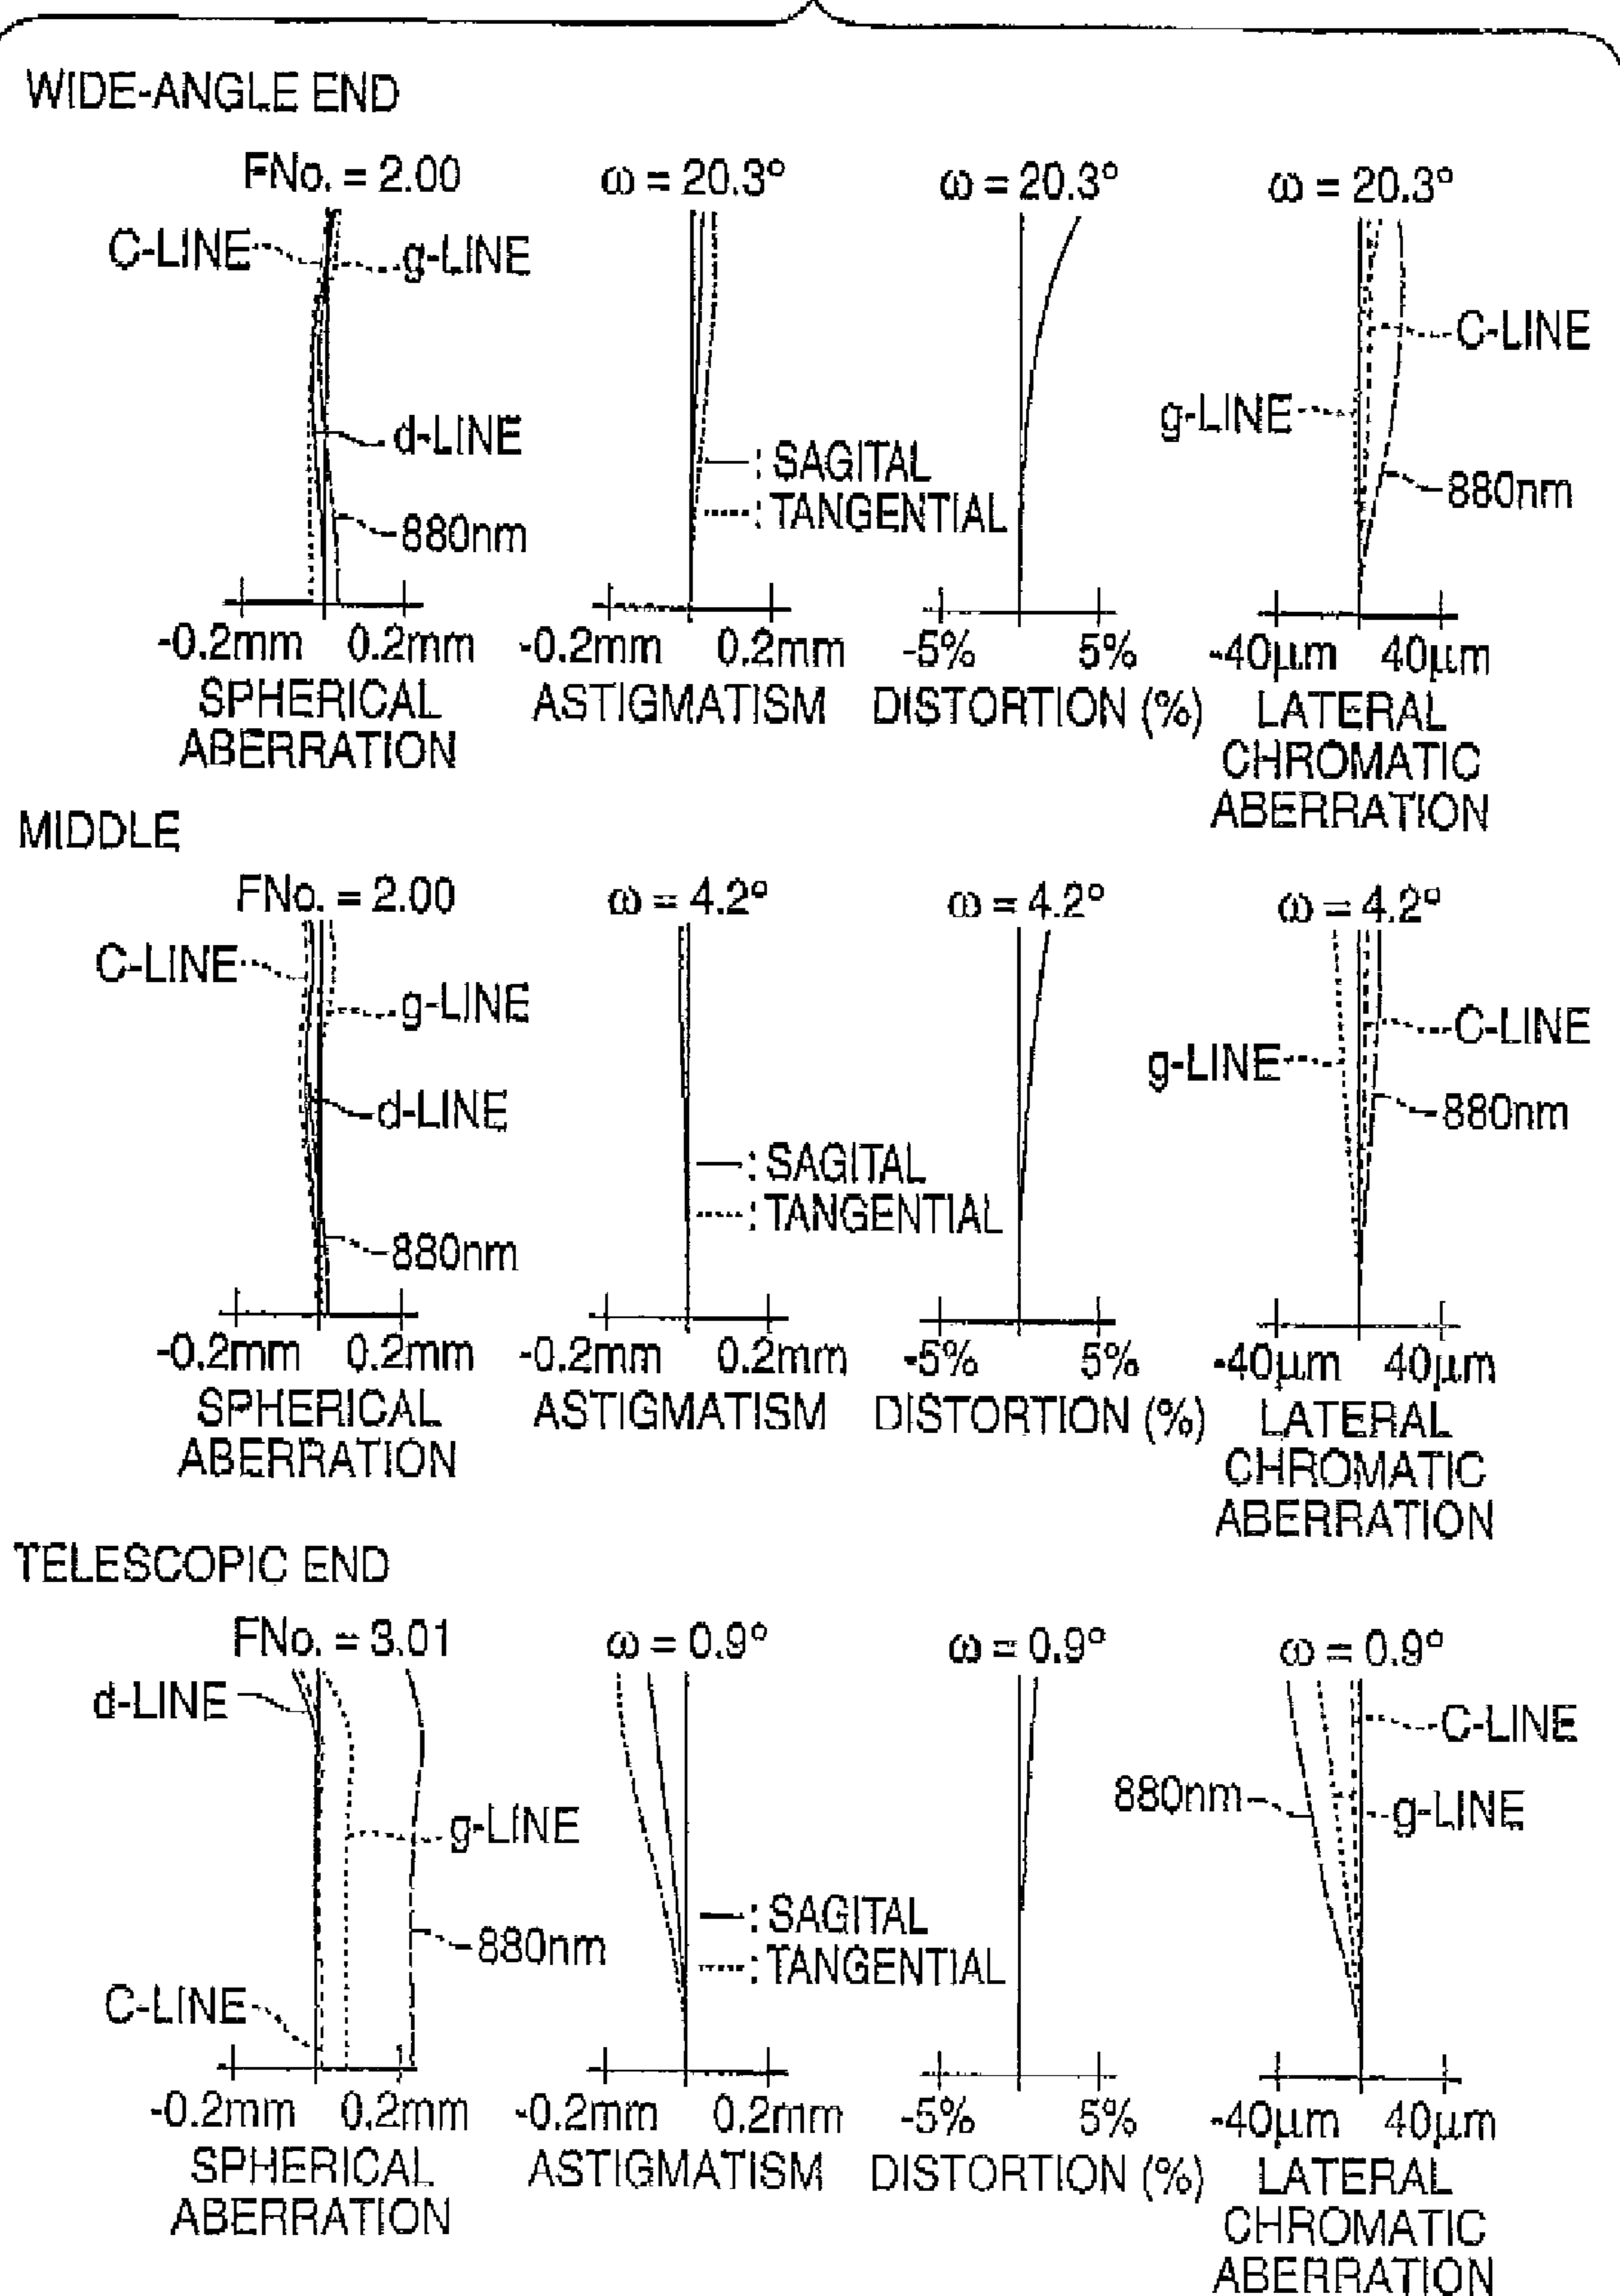 WIDE-ANGLE END
FNo. = 2.00
ω = 20.3°
ω = 20.3°
ω = 20.3°
C-LINE
g-LINE
d-LINE
880nm
: SAGITAL
: TANGENTIAL
C-LINE
g-LINE
880nm
-0.2mm 0.2mm
-0.2mm 0.2mm
-5% 5%
-40μm 40μm
SPHERICAL
ABERRATION
ASTIGMATISM
DISTORTION (%)
LATERAL
CHROMATIC
ABERRATION
MIDDLE
FNo. = 2.00
ω = 4.2°
ω = 4.2°
ω = 4.2°
C-LINE
g-LINE
d-LINE
880nm
: SAGITAL
: TANGENTIAL
C-LINE
g-LINE
880nm
-0.2mm 0.2mm
-0.2mm 0.2mm
-5% 5%
-40μm 40μm
SPHERICAL
ABERRATION
ASTIGMATISM
DISTORTION (%)
LATERAL
CHROMATIC
ABERRATION
TELESCOPIC END
FNo. = 3.01
ω = 0.9°
ω = 0.9°
ω = 0.9°
d-LINE
g-LINE
880nm
C-LINE
: SAGITAL
: TANGENTIAL
C-LINE
880nm
g-LINE
-0.2mm 0.2mm
-0.2mm 0.2mm
-5% 5%
-40μm 40μm
SPHERICAL
ABERRATION
ASTIGMATISM
DISTORTION (%)
LATERAL
CHROMATIC
ABERRATION